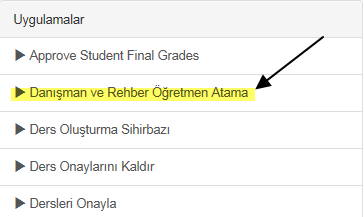 Uygulamalar
▶ Approve Student Final Grades
▶ Danışman ve Rehber Öğretmen Atama
▶ Ders Oluşturma Sihirbazı
▶ Ders Onaylarını Kaldır
▶ Dersleri Onayla